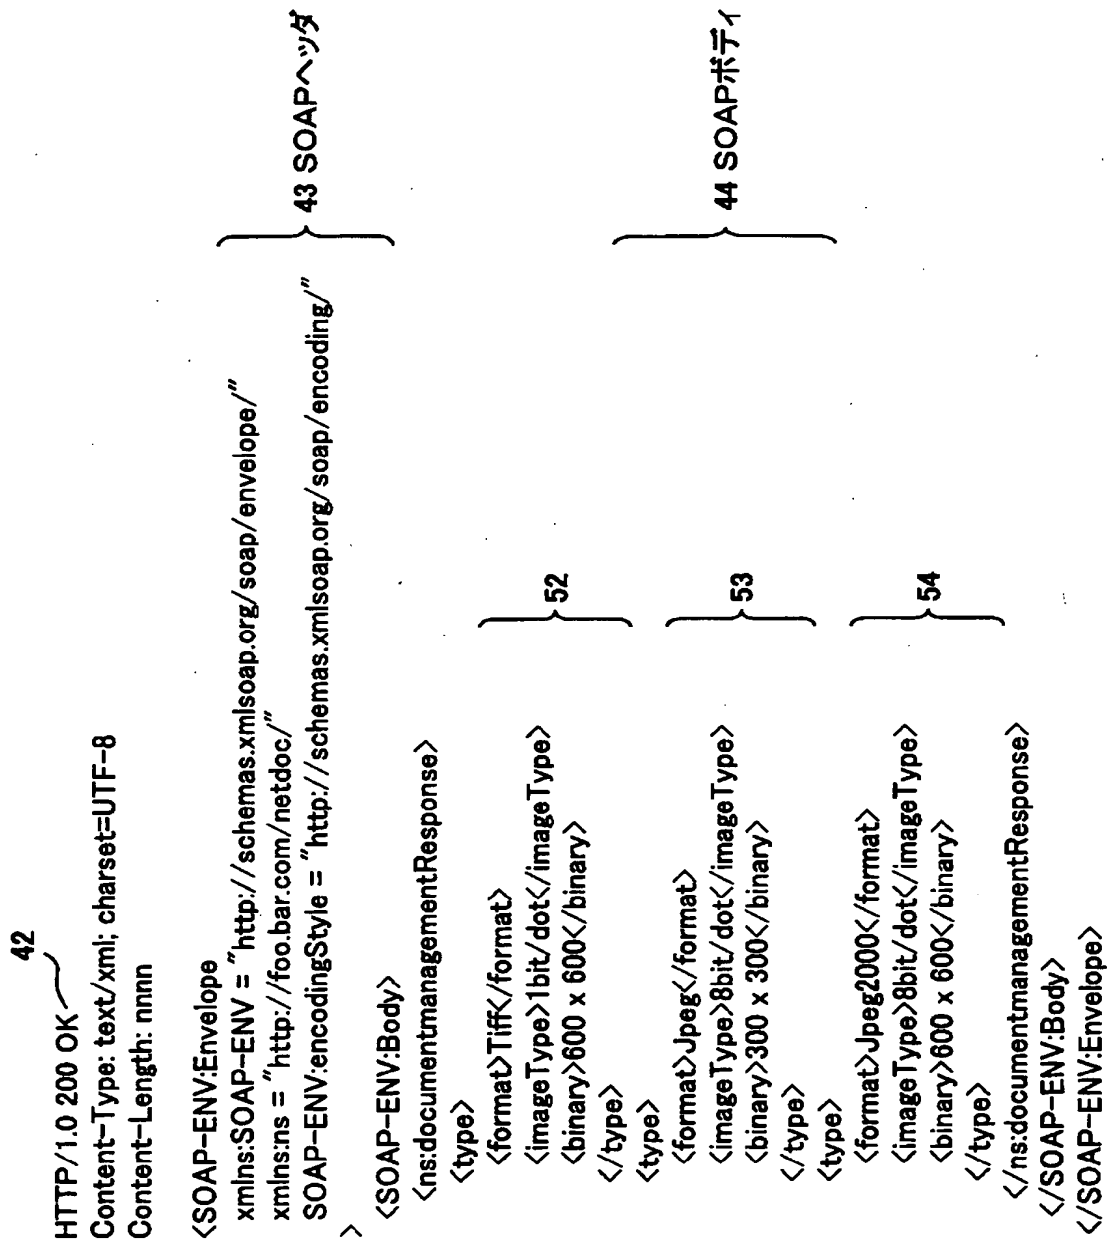 42
HTTP/1.0 200 OK
Content-Type: text/xml; charset=UTF-8
Content-Length: nnnn
<SOAP-ENV:Envelope
xmlns:SOAP-ENV = "http://schemas.xmlsoap.org/soap/envelope/"
xmlns:ns = "http://foo.bar.com/netdoc/"
SOAP-ENV:encodingStyle = "http://schemas.xmlsoap.org/soap/encoding/"
>
43 SOAPヘッダ
<SOAP-ENV:Body>
<ns:documentmanagementResponse>
<type>
<format>Tiff</format>
<imageType>1bit/dot</imageType>
<binary>600 x 600</binary>
</type>
52
<type>
<format>Jpeg</format>
<imageType>8bit/dot</imageType>
<binary>300 x 300</binary>
</type>
53
44 SOAPボディ
<type>
<format>Jpeg2000</format>
<imageType>8bit/dot</imageType>
<binary>600 x 600</binary>
</type>
54
</ns:documentmanagementResponse>
</SOAP-ENV:Body>
</SOAP-ENV:Envelope>